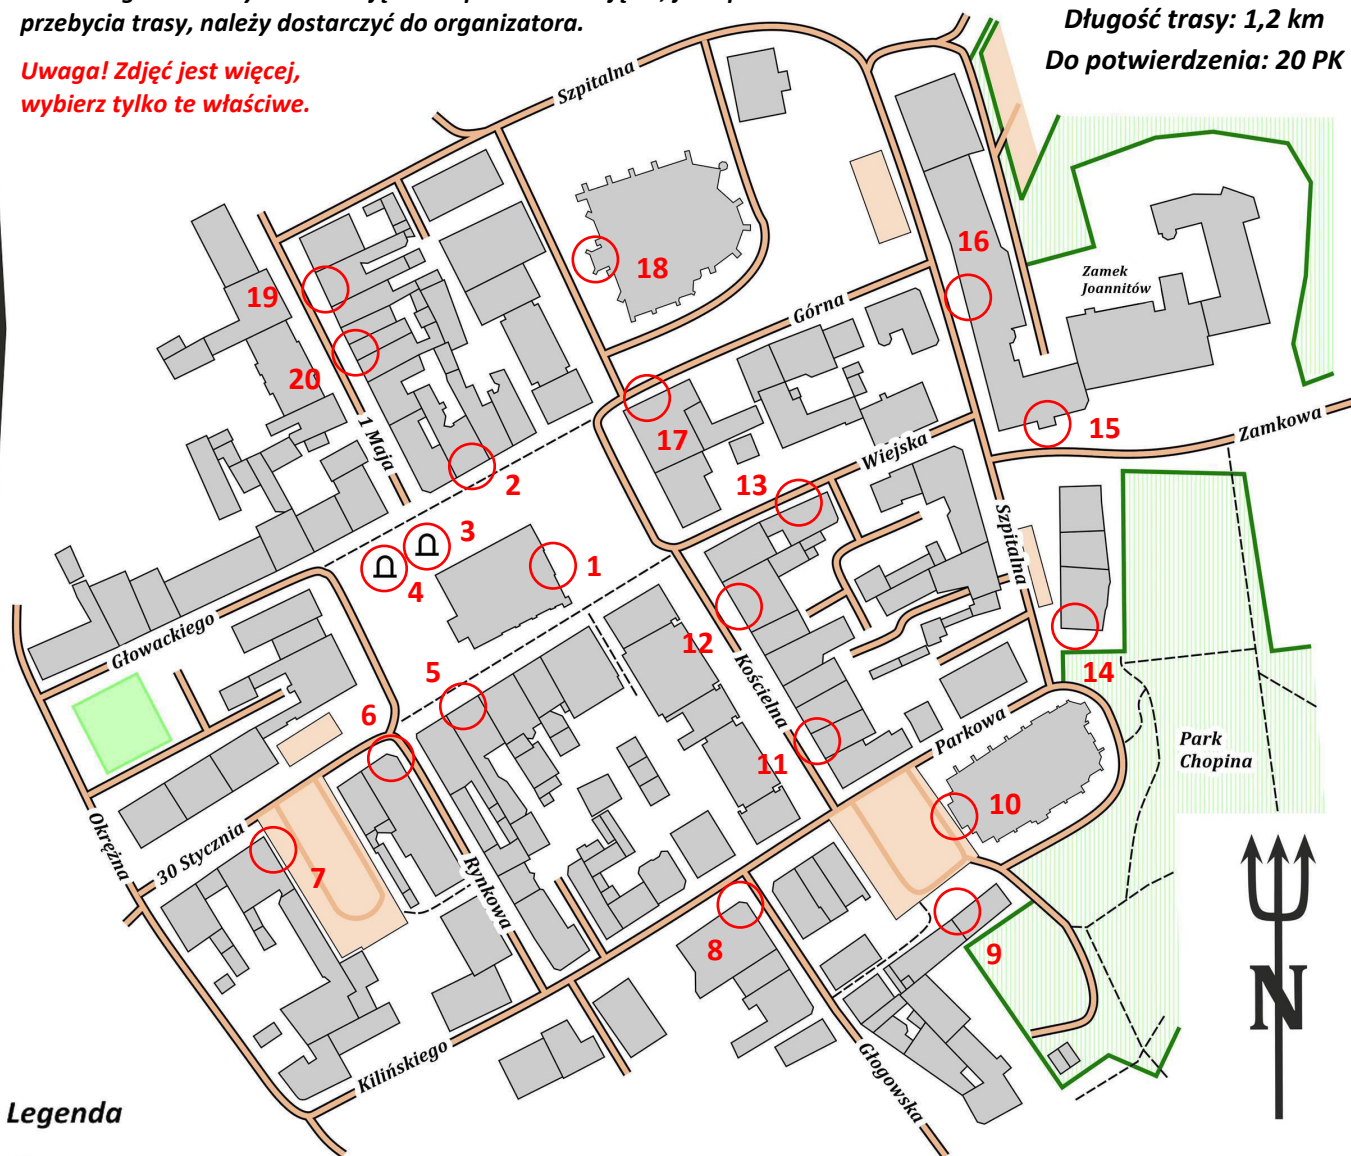 przebycia trasy, należy dostarczyć do organizatora.
Uwaga! Zdjęć jest więcej,
wybierz tylko te właściwe.
Długość trasy: 1,2 km
Do potwierdzenia: 20 PK
Szpitalna
16
18
19
Zamek
Joannitów
Górna
20
17
15
Zamkowa
1 Maja
Wiejska
2
13
3
Szpitalna
1
4
Głowackiego
12
5
Kościelna
14
6
Parkowa
Park
Chopina
11
10
Okrężna
30 Stycznia
7
Rynkowa
8
9
N
Kilińskiego
Głogowska
Legenda